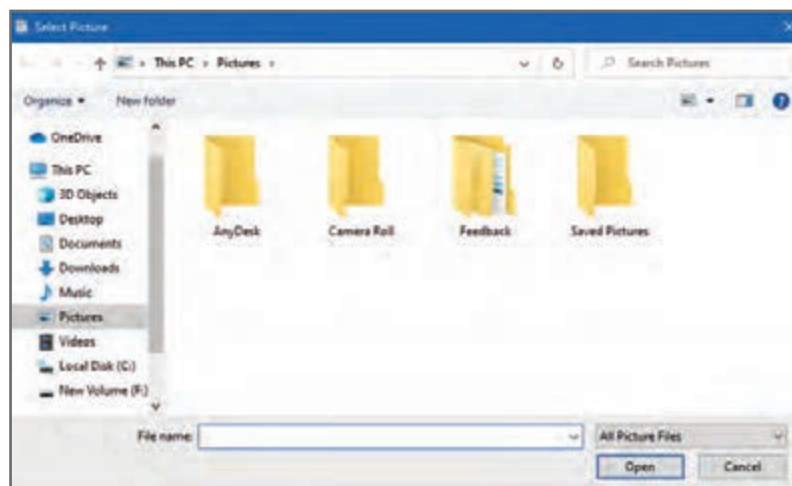 Select Picture
This PC › Pictures ›
Search Pictures
Organize
New folder
OneDrive
This PC
3D Objects
Desktop
Documents
Downloads
Music
Pictures
Videos
Local Disk (C:)
New Volume (F:)
AnyDesk
Camera Roll
Feedback
Saved Pictures
File name:
All Picture Files
Open
Cancel